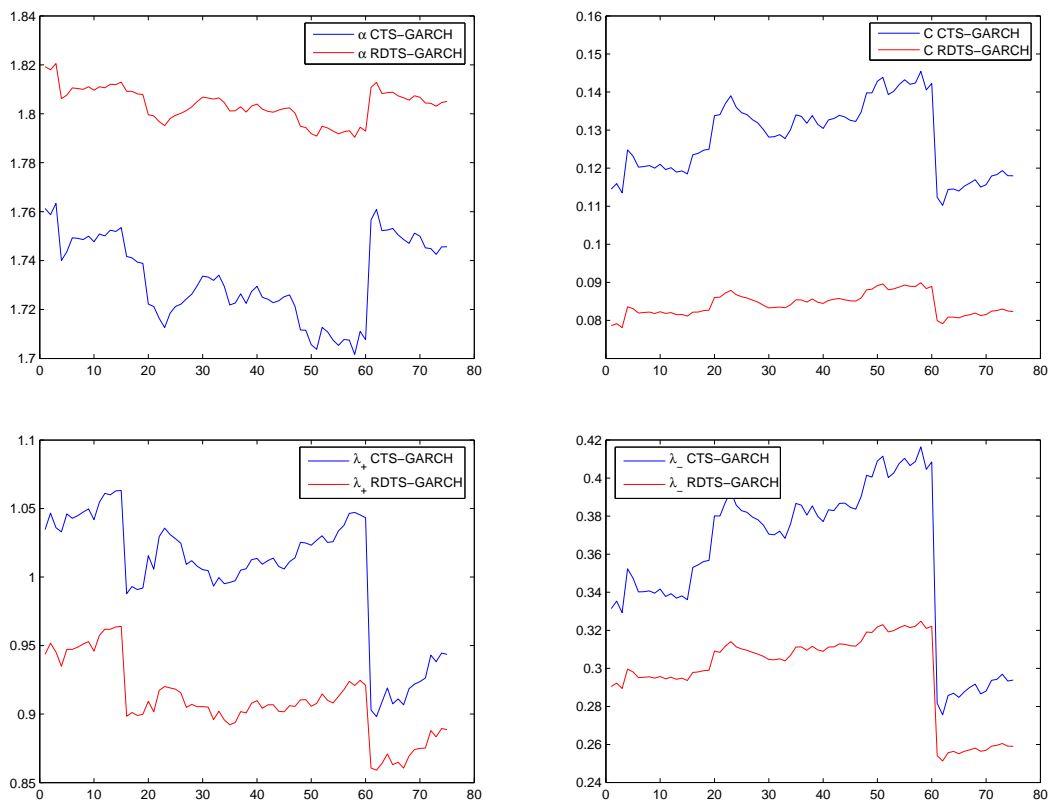 1.84
1.82
1.8
1.78
1.76
1.74
1.72
1.7
0 10 20 30 40 50 60 70 80
α CTS−GARCH
α RDTS−GARCH
0.16
0.15
0.14
0.13
0.12
0.11
0.1
0.09
0.08
0 10 20 30 40 50 60 70 80
C CTS−GARCH
C RDTS−GARCH
1.1
1.05
1
0.95
0.9
0.85
0 10 20 30 40 50 60 70 80
λ+ CTS−GARCH
λ+ RDTS−GARCH
0.42
0.4
0.38
0.36
0.34
0.32
0.3
0.28
0.26
0.24
0 10 20 30 40 50 60 70 80
λ− CTS−GARCH
λ− RDTS−GARCH